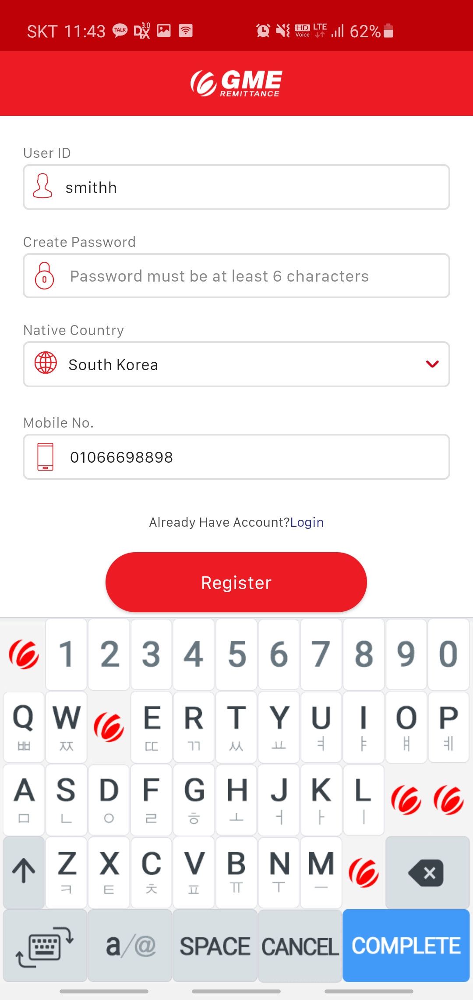 SKT 11:43 TALK DX 3.0 HD Voice LTE 62%
GME
REMITTANCE
User ID
smithh
Create Password
Password must be at least 6 characters
Native Country
South Korea
Mobile No.
01066698898
Already Have Account?Login
Register
1 2 3 4 5 6 7 8 9 0
Q W E R T Y U I O P
ㅃ ㅉ ㄸ ㄲ ㅆ ㅛ ㅕ ㅑ ㅒ ㅖ
A S D F G H J K L
ㅁ ㄴ ㅇ ㄹ ㅎ ㅗ ㅓ ㅏ ㅣ
Z X C V B N M
ㅋ ㅌ ㅊ ㅍ ㅠ ㅜ ㅡ
a/@ SPACE CANCEL COMPLETE